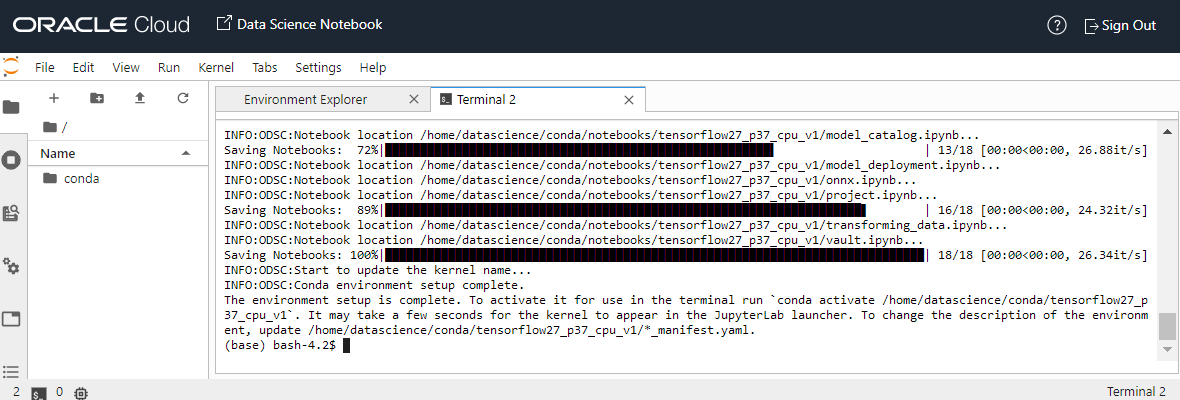 ORACLE Cloud
Data Science Notebook
Sign Out
File Edit View Run Kernel Tabs Settings Help
Environment Explorer
Terminal 2
/
Name
conda
INFO:ODSC:Notebook location /home/datascience/conda/notebooks/tensorflow27_p37_cpu_v1/model_catalog.ipynb...
Saving Notebooks:  72%| | 13/18 [00:00<00:00, 26.88it/s]
INFO:ODSC:Notebook location /home/datascience/conda/notebooks/tensorflow27_p37_cpu_v1/model_deployment.ipynb...
INFO:ODSC:Notebook location /home/datascience/conda/notebooks/tensorflow27_p37_cpu_v1/onnx.ipynb...
INFO:ODSC:Notebook location /home/datascience/conda/notebooks/tensorflow27_p37_cpu_v1/project.ipynb...
Saving Notebooks:  89%| | 16/18 [00:00<00:00, 24.32it/s]
INFO:ODSC:Notebook location /home/datascience/conda/notebooks/tensorflow27_p37_cpu_v1/transforming_data.ipynb...
INFO:ODSC:Notebook location /home/datascience/conda/notebooks/tensorflow27_p37_cpu_v1/vault.ipynb...
Saving Notebooks: 100%| | 18/18 [00:00<00:00, 26.34it/s]
INFO:ODSC:Start to update the kernel name...
INFO:ODSC:Conda environment setup complete.
The environment setup is complete. To activate it for use in the terminal run `conda activate /home/datascience/conda/tensorflow27_p
37_cpu_v1`. It may take a few seconds for the kernel to appear in the JupyterLab launcher. To change the description of the environm
ent, update /home/datascience/conda/tensorflow27_p37_cpu_v1/*_manifest.yaml.
(base) bash-4.2$
2 0
Terminal 2